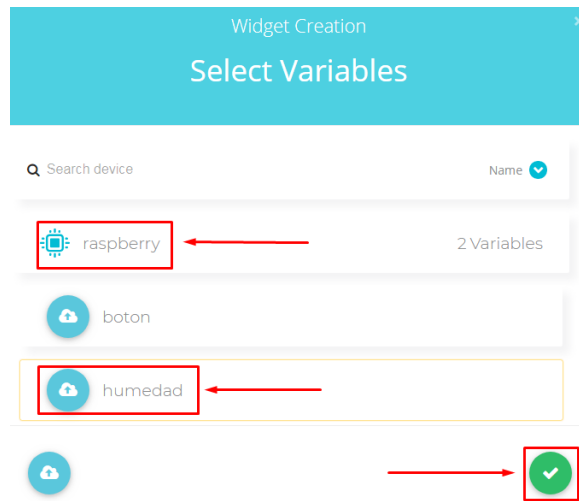 Widget Creation
Select Variables
Search device Name
raspberry 2 Variables
boton
humedad